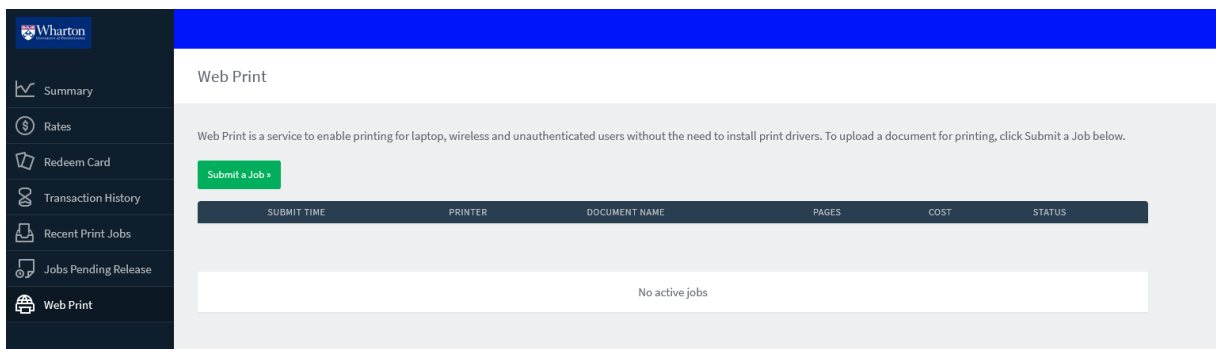 Wharton
Summary
Rates
Redeem Card
Transaction History
Recent Print Jobs
Jobs Pending Release
Web Print
Web Print
Web Print is a service to enable printing for laptop, wireless and unauthenticated users without the need to install print drivers. To upload a document for printing, click Submit a Job below.
Submit a Job »
SUBMIT TIME PRINTER DOCUMENT NAME PAGES COST STATUS
No active jobs